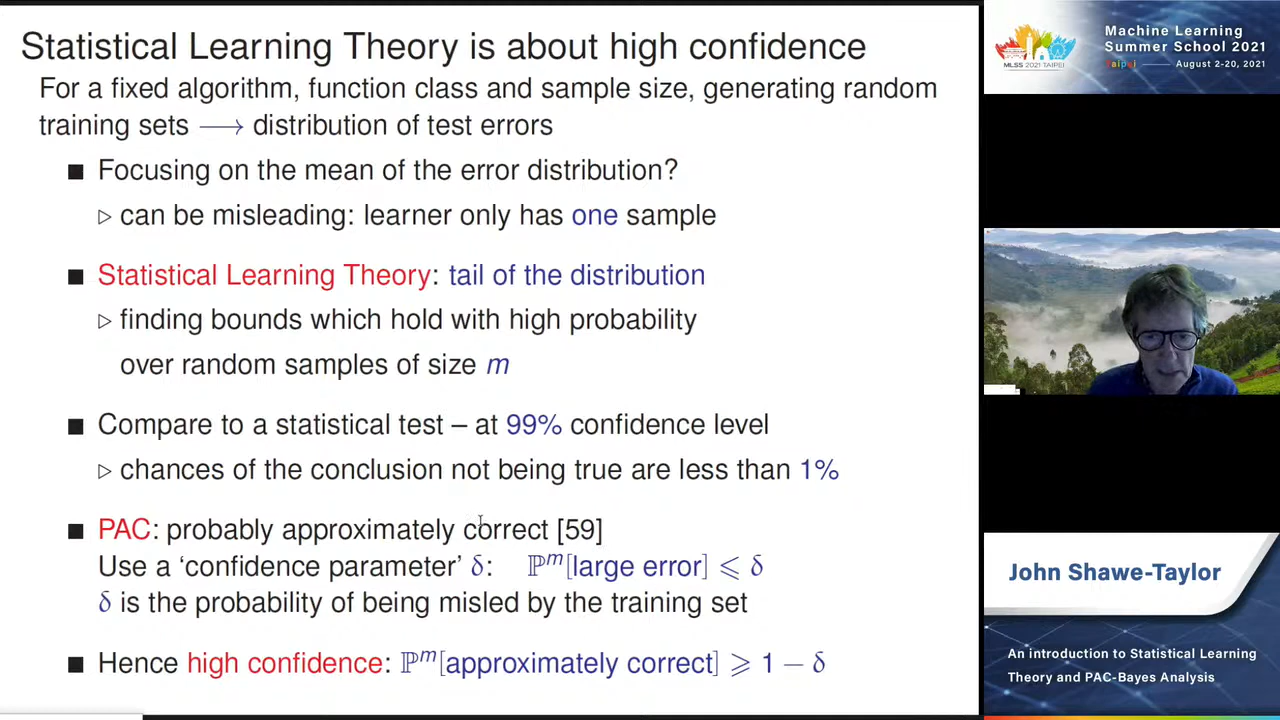 Statistical Learning Theory is about high confidence
For a fixed algorithm, function class and sample size, generating random
training sets ⟶ distribution of test errors
■ Focusing on the mean of the error distribution?
▷ can be misleading: learner only has one sample
■ Statistical Learning Theory: tail of the distribution
▷ finding bounds which hold with high probability
over random samples of size m
■ Compare to a statistical test – at 99% confidence level
▷ chances of the conclusion not being true are less than 1%
■ PAC: probably approximately correct [59]
Use a ‘confidence parameter’ δ: ℙᵐ[large error] ⩽ δ
δ is the probability of being misled by the training set
■ Hence high confidence: ℙᵐ[approximately correct] ⩾ 1 − δ
MLSS 2021 TAIPEI
Machine Learning
Summer School 2021
Taipei — August 2-20, 2021
John Shawe-Taylor
An introduction to Statistical Learning
Theory and PAC-Bayes Analysis